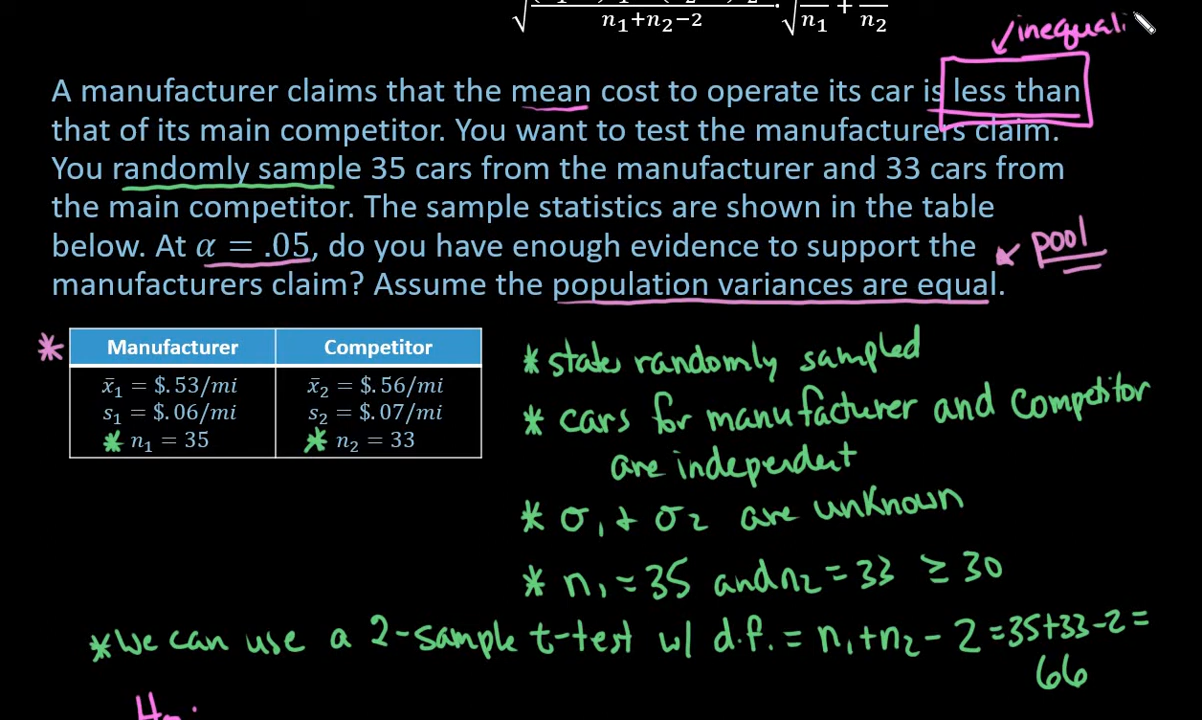 n₁+n₂−2 n₁ + n₂
inequali
A manufacturer claims that the mean cost to operate its car is less than
that of its main competitor. You want to test the manufacturers claim.
You randomly sample 35 cars from the manufacturer and 33 cars from
the main competitor. The sample statistics are shown in the table
below. At α = .05, do you have enough evidence to support the
pool
manufacturers claim? Assume the population variances are equal.
* Manufacturer Competitor
x̄₁ = $.53/mi x̄₂ = $.56/mi
s₁ = $.06/mi s₂ = $.07/mi
* n₁ = 35 * n₂ = 33
* states randomly sampled
* cars for manufacturer and competitor
are independent
* σ₁ + σ₂ are unknown
* n₁ = 35 and n₂ = 33 ≥ 30
* We can use a 2-sample t-test w/ d.f. = n₁+n₂ - 2 = 35+33-2 =
66